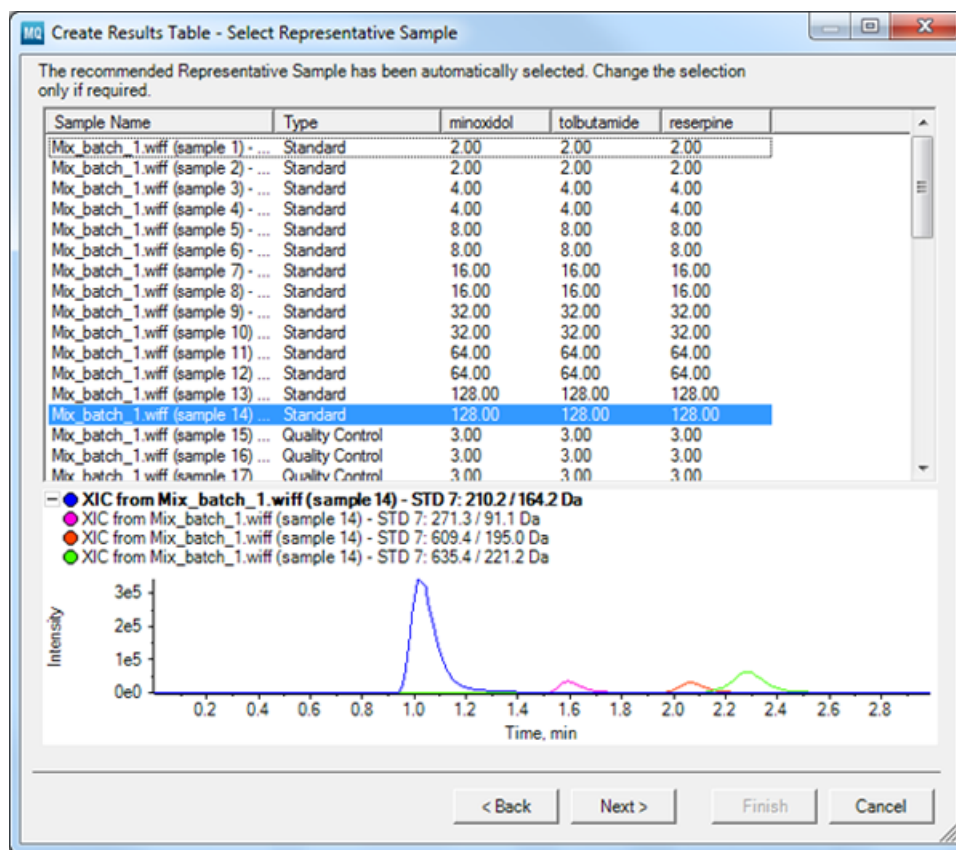 MQ Create Results Table - Select Representative Sample
The recommended Representative Sample has been automatically selected. Change the selection
only if required.
Sample Name Type minoxidol tolbutamide reserpine
Mix_batch_1.wiff (sample 1) - ... Standard 2.00 2.00 2.00
Mix_batch_1.wiff (sample 2) - ... Standard 2.00 2.00 2.00
Mix_batch_1.wiff (sample 3) - ... Standard 4.00 4.00 4.00
Mix_batch_1.wiff (sample 4) - ... Standard 4.00 4.00 4.00
Mix_batch_1.wiff (sample 5) - ... Standard 8.00 8.00 8.00
Mix_batch_1.wiff (sample 6) - ... Standard 8.00 8.00 8.00
Mix_batch_1.wiff (sample 7) - ... Standard 16.00 16.00 16.00
Mix_batch_1.wiff (sample 8) - ... Standard 16.00 16.00 16.00
Mix_batch_1.wiff (sample 9) - ... Standard 32.00 32.00 32.00
Mix_batch_1.wiff (sample 10) ... Standard 32.00 32.00 32.00
Mix_batch_1.wiff (sample 11) ... Standard 64.00 64.00 64.00
Mix_batch_1.wiff (sample 12) ... Standard 64.00 64.00 64.00
Mix_batch_1.wiff (sample 13) ... Standard 128.00 128.00 128.00
Mix_batch_1.wiff (sample 14) ... Standard 128.00 128.00 128.00
Mix_batch_1.wiff (sample 15) ... Quality Control 3.00 3.00 3.00
Mix_batch_1.wiff (sample 16) ... Quality Control 3.00 3.00 3.00
Mix_batch_1.wiff (sample 17) ... Quality Control 3.00 3.00 3.00
XIC from Mix_batch_1.wiff (sample 14) - STD 7: 210.2 / 164.2 Da
XIC from Mix_batch_1.wiff (sample 14) - STD 7: 271.3 / 91.1 Da
XIC from Mix_batch_1.wiff (sample 14) - STD 7: 609.4 / 195.0 Da
XIC from Mix_batch_1.wiff (sample 14) - STD 7: 635.4 / 221.2 Da
Intensity
3e5
2e5
1e5
0e0
0.2 0.4 0.6 0.8 1.0 1.2 1.4 1.6 1.8 2.0 2.2 2.4 2.6 2.8
Time, min
< Back Next > Finish Cancel